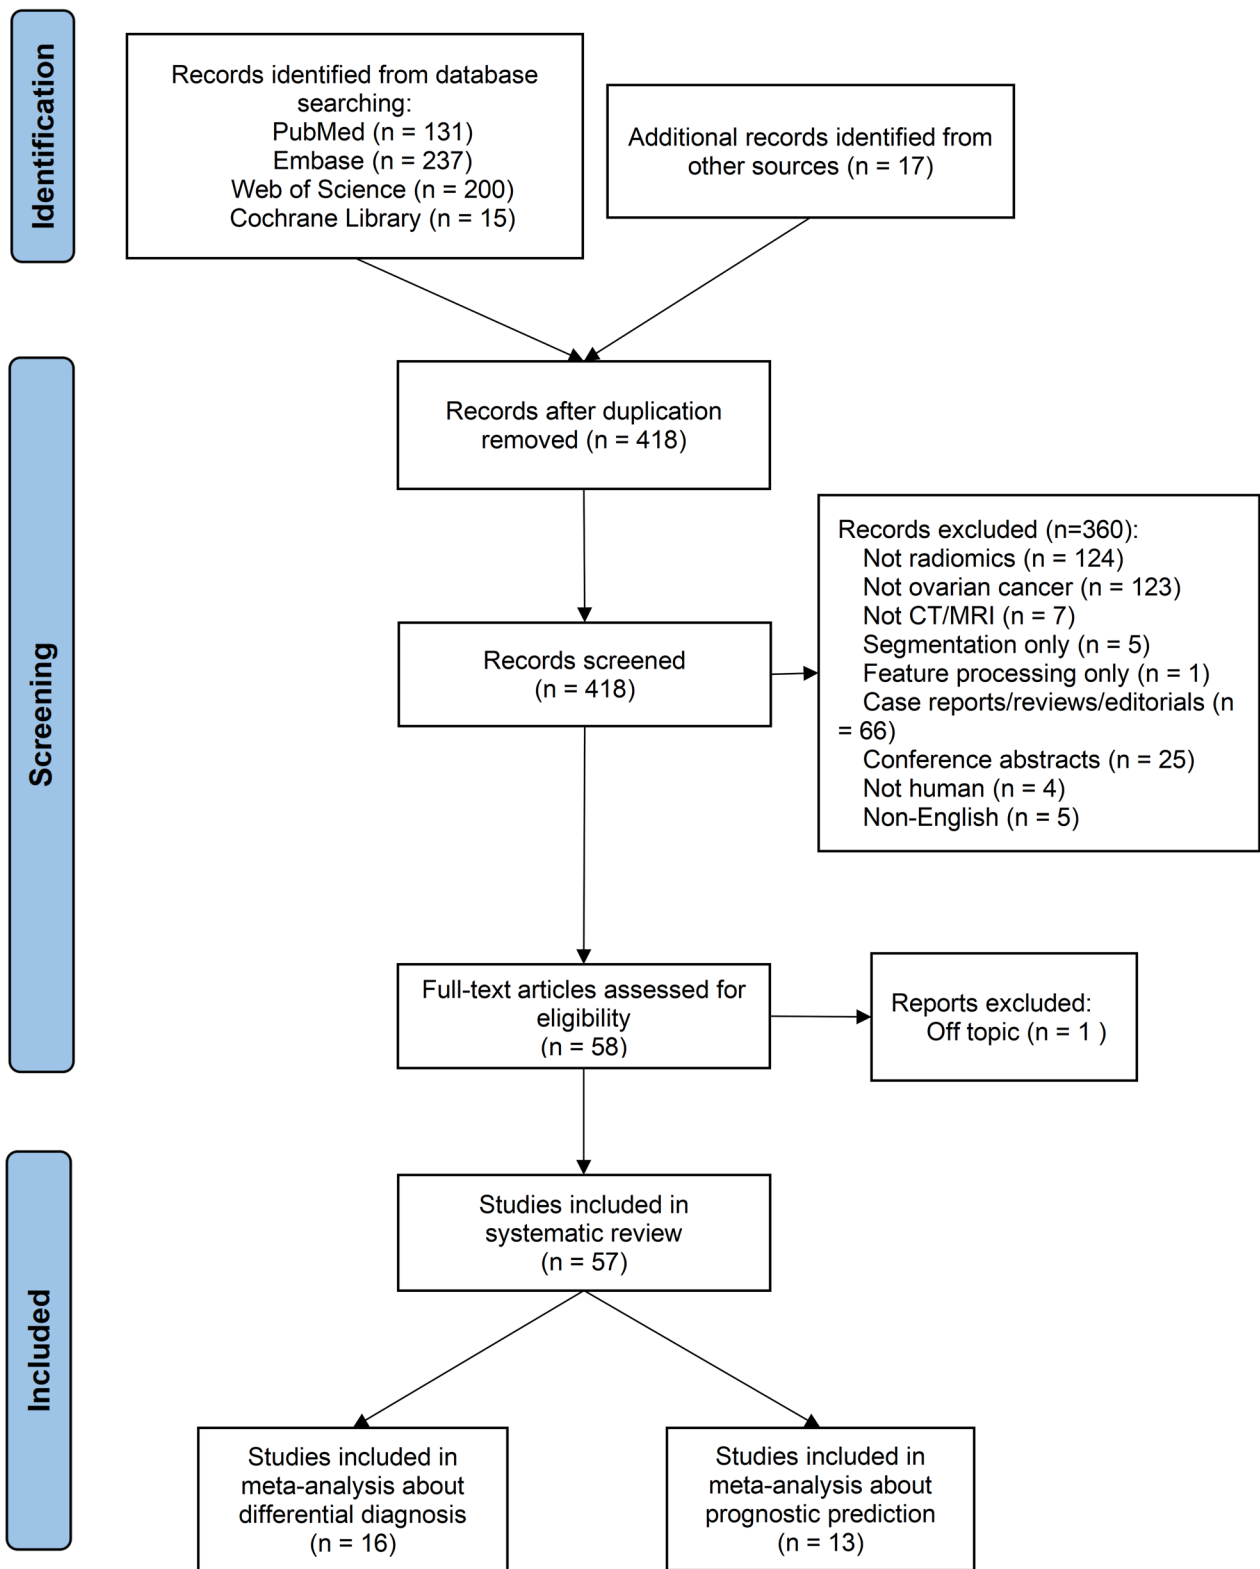 Identification
Records identified from database
searching:
PubMed (n = 131)
Embase (n = 237)
Web of Science (n = 200)
Cochrane Library (n = 15)
Additional records identified from
other sources (n = 17)
Screening
Records after duplication
removed (n = 418)
Records screened
(n = 418)
Records excluded (n=360):
Not radiomics (n = 124)
Not ovarian cancer (n = 123)
Not CT/MRI (n = 7)
Segmentation only (n = 5)
Feature processing only (n = 1)
Case reports/reviews/editorials (n
= 66)
Conference abstracts (n = 25)
Not human (n = 4)
Non-English (n = 5)
Full-text articles assessed for
eligibility
(n = 58)
Reports excluded:
Off topic (n = 1 )
Included
Studies included in
systematic review
(n = 57)
Studies included in
meta-analysis about
differential diagnosis
(n = 16)
Studies included in
meta-analysis about
prognostic prediction
(n = 13)